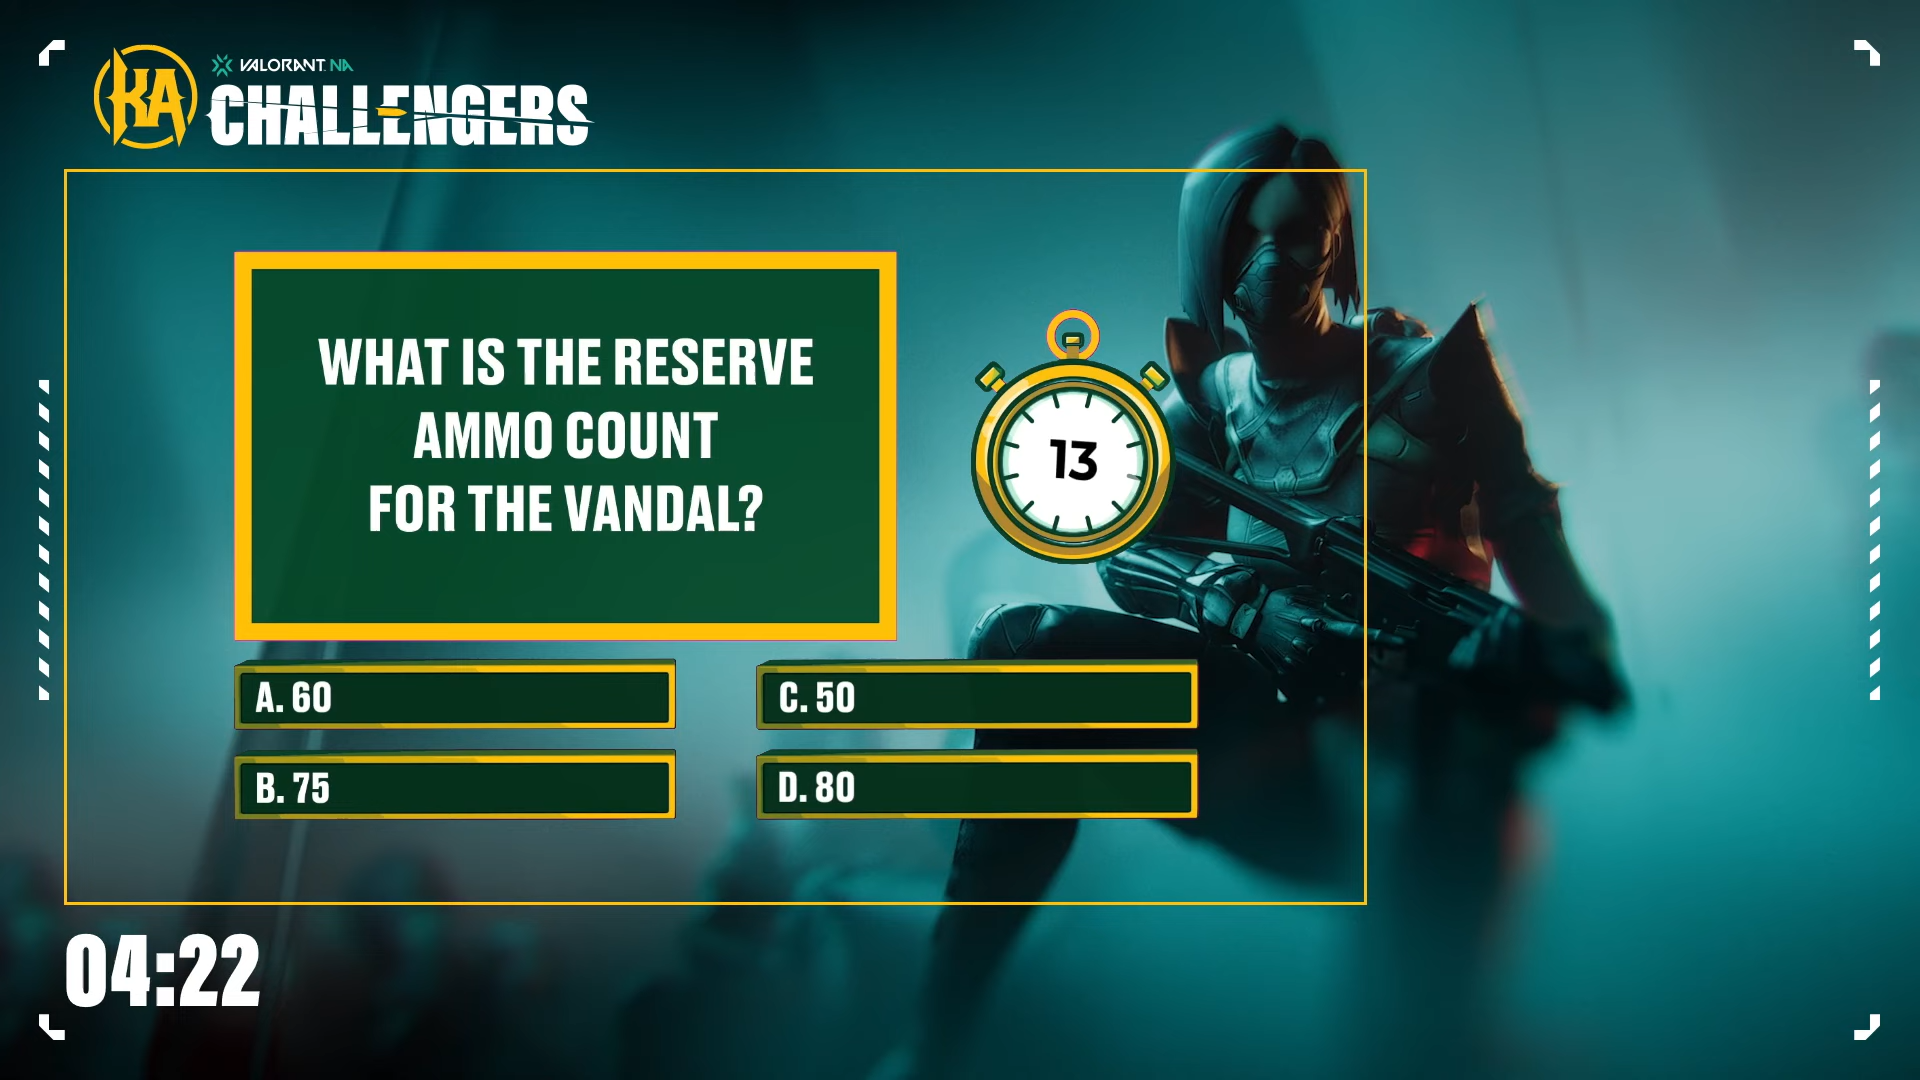 KA
VALORANT NA
CHALLENGERS
WHAT IS THE RESERVE
AMMO COUNT
FOR THE VANDAL?
13
A. 60
C. 50
B. 75
D. 80
04:22